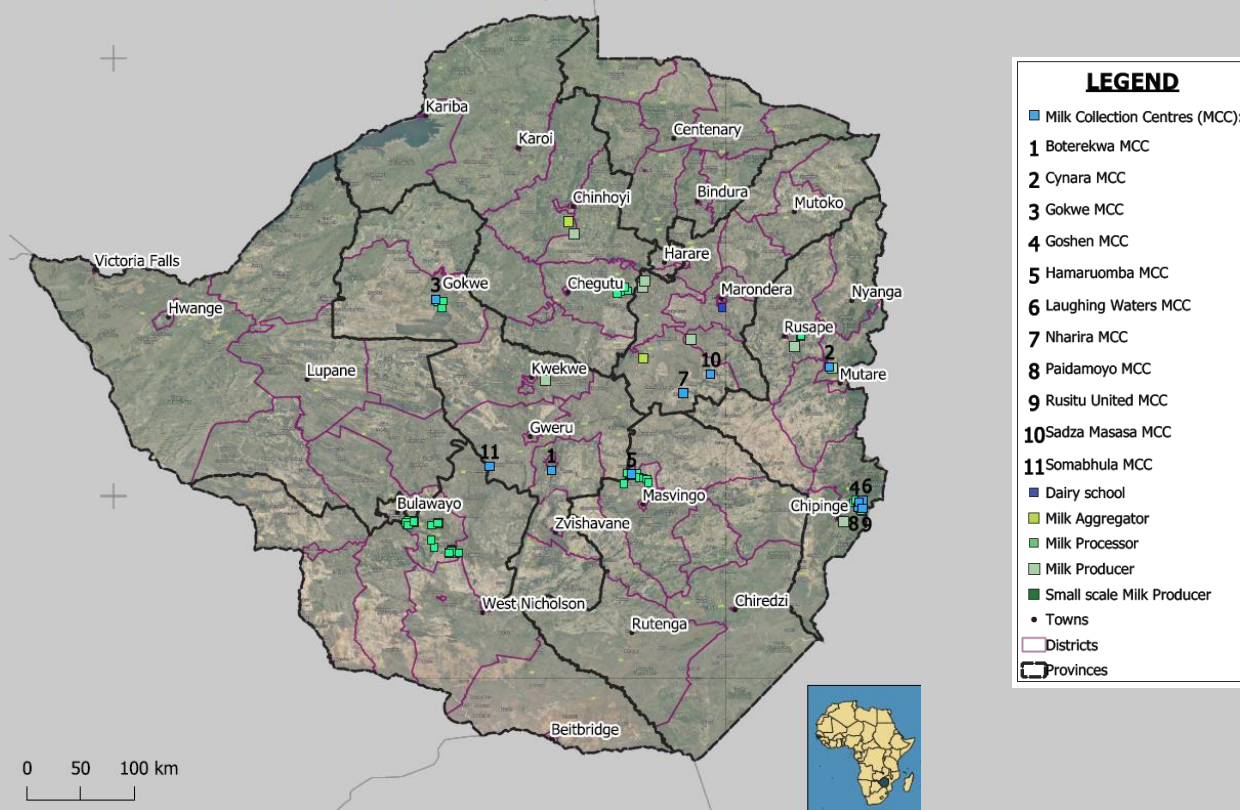 Kariba
Karoi
Centenary
Chinhoyi
Bindura
Mutoko
Harare
Victoria Falls
3 Gokwe
Chegutu
Marondera
Nyanga
Hwange
Rusape
Lupane
Kwekwe
10
2
Mutare
7
Gweru
11
1
5
Masvingo
46
Chipinge
89
Bulawayo
Zvishavane
West Nicholson
Chiredzi
Rutenga
Beitbridge
0 50 100 km
LEGEND
Milk Collection Centres (MCC):
1 Boterekwa MCC
2 Cynara MCC
3 Gokwe MCC
4 Goshen MCC
5 Hamaruomba MCC
6 Laughing Waters MCC
7 Nharira MCC
8 Paidamoyo MCC
9 Rusitu United MCC
10 Sadza Masasa MCC
11 Somabhula MCC
Dairy school
Milk Aggregator
Milk Processor
Milk Producer
Small scale Milk Producer
Towns
Districts
Provinces